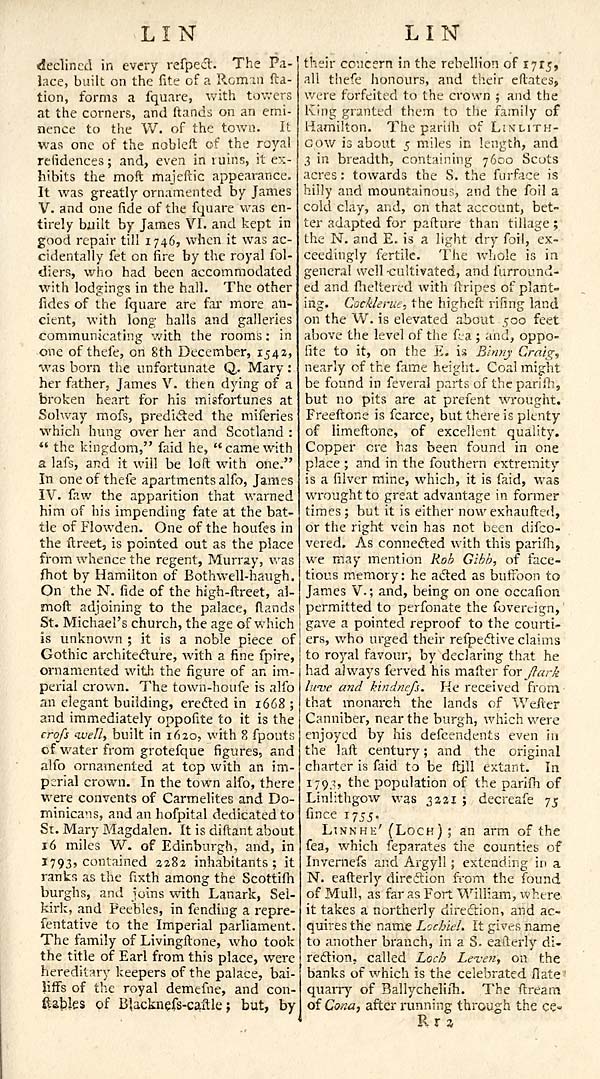 LIN
declined in every reſpect. The Pa-
lace, built on the ſite of a Roman ſta-
tion, forms a ſquare, with towers
at the corners, and ſtands on an emi-
nence to the W. of the town. It
was one of the nobleſt of the royal
reſidences; and, even in ruins, it ex-
hibits the moſt majeſtic appearance.
It was greatly ornamented by James
V. and one ſide of the ſquare was en-
tirely built by James VI. and kept in
good repair till 1746, when it was ac-
cidentally ſet on fire by the royal ſol-
diers, who had been accommodated
with lodgings in the hall. The other
ſides of the ſquare are far more an-
cient, with long halls and galleries
communicating with the rooms: in
one of theſe, on 8th December, 1542,
was born the unfortunate Q. Mary:
her father, James V. then dying of a
broken heart for his misfortunes at
Solway moſs, predicted the miſeries
which hung over her and Scotland:
“ the kingdom,” ſaid he, “ came with
a laſs, and it will be loſt with one.”
In one of theſe apartments alſo, James
IV. ſaw the apparition that warned
him of his impending fate at the bat-
tle of Flowden. One of the houſes in
the ſtreet, is pointed out as the place
from whence the regent, Murray, was
ſhot by Hamilton of Bothwell-haugh.
On the N. ſide of the high-ſtreet, al-
moſt adjoining to the palace, ſtands
St. Michael's church, the age of which
is unknown; it is a noble piece of
Gothic architecture, with a fine ſpire,
ornamented with the figure of an im-
perial crown. The town-houſe is alſo
an elegant building, erected in 1668;
and immediately oppoſite to it is the
croſs well, built in 1620, with 8 ſpouts
of water from groteſque figures, and
alſo ornamented at top with an im-
perial crown. In the town alſo, there
were convents of Carmelites and Do-
minicans, and an hoſpital dedicated to
St. Mary Magdalen. It is diſtant about
16 miles W. of Edinburgh, and, in
1793, contained 2282 inhabitants; it
ranks as the ſixth among the Scottiſh
burghs, and joins with Lanark, Sel-
kirk, and Peebles, in ſending a repre-
ſentative to the Imperial parliament.
The family of Livingſtone, who took
the title of Earl from this place, were
hereditary keepers of the palace, bai-
liffs of the royal demeſne, and con-
ſtables of Blackneſs-caſtle; but, by
LIN
their concern in the rebellion of 1715,
all theſe honours, and their eſtates,
were forfeited to the crown; and the
King granted them to the family of
Hamilton. The pariſh of LINLITH-
GOW is about 5 miles in length, and
3 in breadth, containing 7600 Scots
acres: towards the S. the ſurface is
hilly and mountainous, and the ſoil a
cold clay, and, on that account, bet-
ter adapted for paſture than tillage;
the N. and E. is a light dry ſoil, ex-
ceedingly fertile. The whole is in
general well cultivated, and ſurround-
ed and ſheltered with ſtripes of plant-
ing. Cocklerue, the higheſt riſing land
on the W. is elevated about 500 feet
above the level of the ſea; and, oppo-
ſite to it, on the E. is Binny Craig,
nearly of the ſame height. Coal might
be found in ſeveral parts of the pariſh,
but no pits are at preſent wrought.
Freeſtone is ſcarce, but there is plenty
of limeſtone, of excellent quality.
Copper ore has been found in one
place; and in the ſouthern extremity
is a ſilver mine, which, it is ſaid, was
wrought to great advantage in former
times; but it is either now exhauſted,
or the right vein has not been diſco-
vered. As connected with this pariſh,
we may mention Rob Gibb, of face-
tious memory: he acted as buffoon to
James V.; and, being on one occaſion
permitted to perſonate the ſovereign,
gave a pointed reproof to the courti-
ers, who urged their reſpective claims
to royal favour, by declaring that he
had always ſerved his maſter for ſtark
luve and kindneſs. He received from
that monarch the lands of Weſter
Canniber, near the burgh, which were
enjoyed by his deſcendents even in
the laſt century; and the original
charter is ſaid to be ſtill extant. In
1793, the population of the pariſh of
Linlithgow was 3221; decreaſe 75
ſince 1755.
LINNHE' (LOCH); an arm of the
ſea, which ſeparates the counties of
Inverneſs and Argyll; extending in a
N. eaſterly direction from the ſound
of Mull, as far as Fort William, where
it takes a northerly direction, and ac-
quires the name Lochiel. It gives name
to another branch, in a S. eaſterly di-
rection, called Loch Leven, on the
banks of which is the celebrated ſlate
quarry of Ballycheliſh. The ſtream
of Cona, after running through the ce-
Rr2